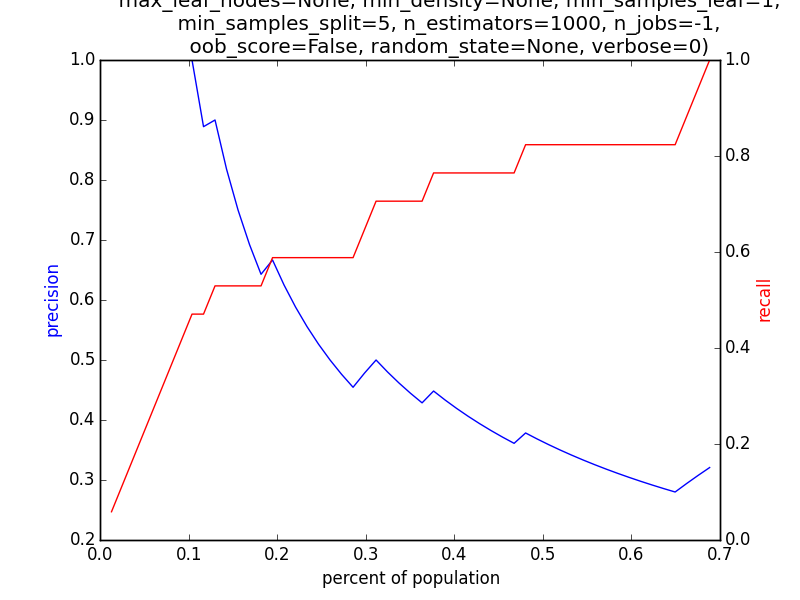 max_leaf_nodes=None, min_density=None, min_samples_leaf=1,
min_samples_split=5, n_estimators=1000, n_jobs=-1,
oob_score=False, random_state=None, verbose=0)
1.0
0.9
0.8
0.7
0.6
0.5
0.4
0.3
0.2
precision
1.0
0.8
0.6
0.4
0.2
0.0
recall
0.0 0.1 0.2 0.3 0.4 0.5 0.6 0.7
percent of population